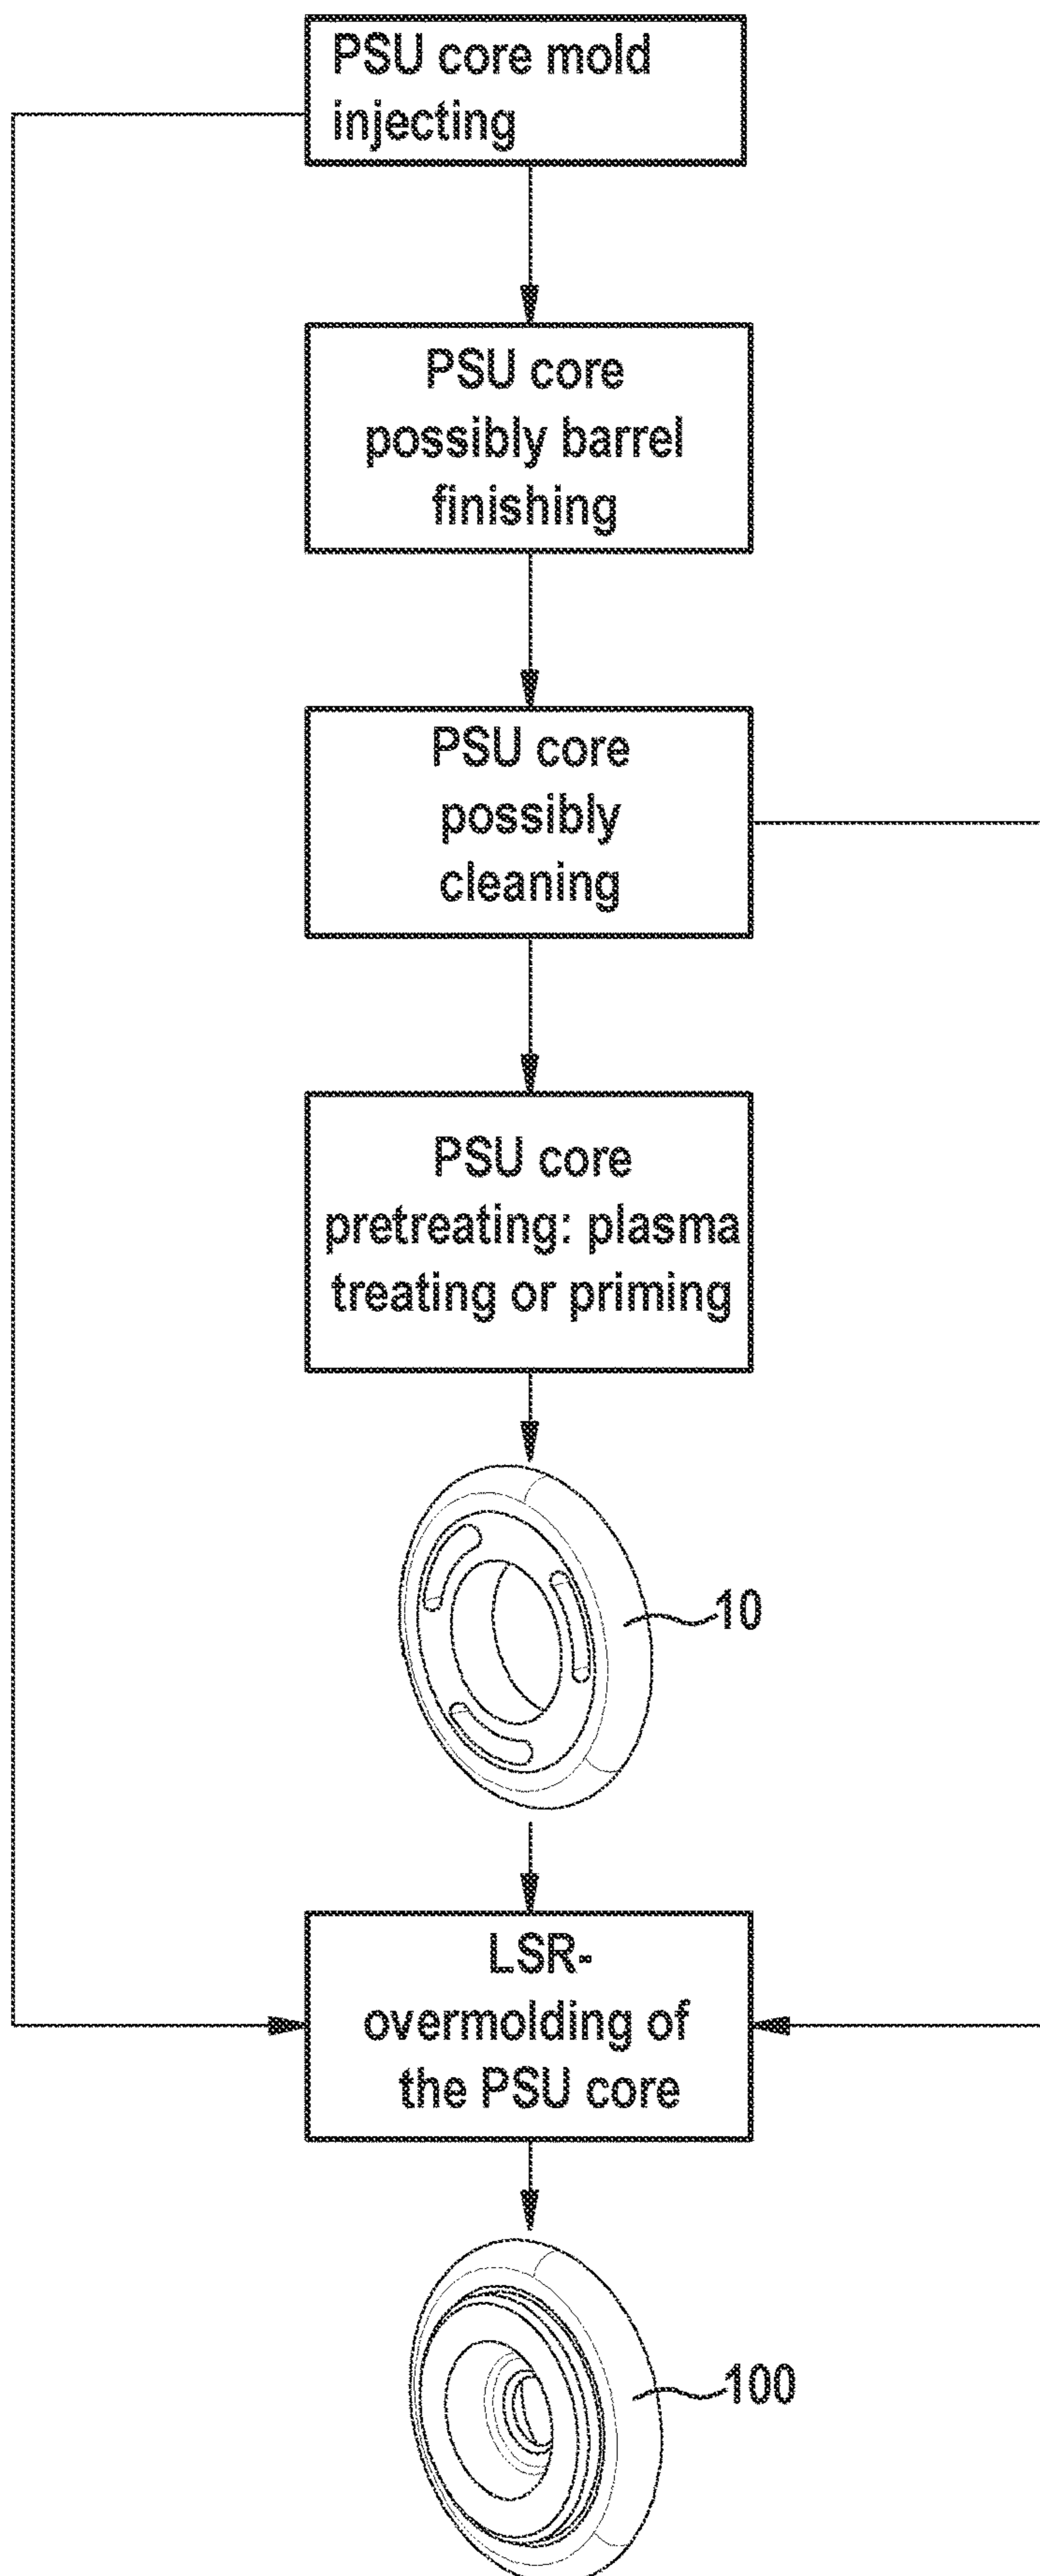 PSU core mold
injecting
PSU core
possibly barrel
finishing
PSU core
possibly
cleaning
PSU core
pretreating: plasma
treating or priming
10
LSR-
overmolding of
the PSU core
100